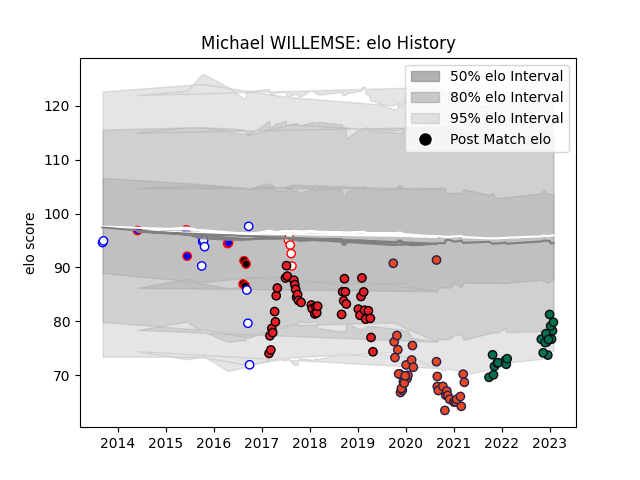 Michael WILLEMSE: elo History
50% elo Interval
80% elo Interval
95% elo Interval
Post Match elo
elo score
120
110
100
90
80
70
2014 2015 2016 2017 2018 2019 2020 2021 2022 2023